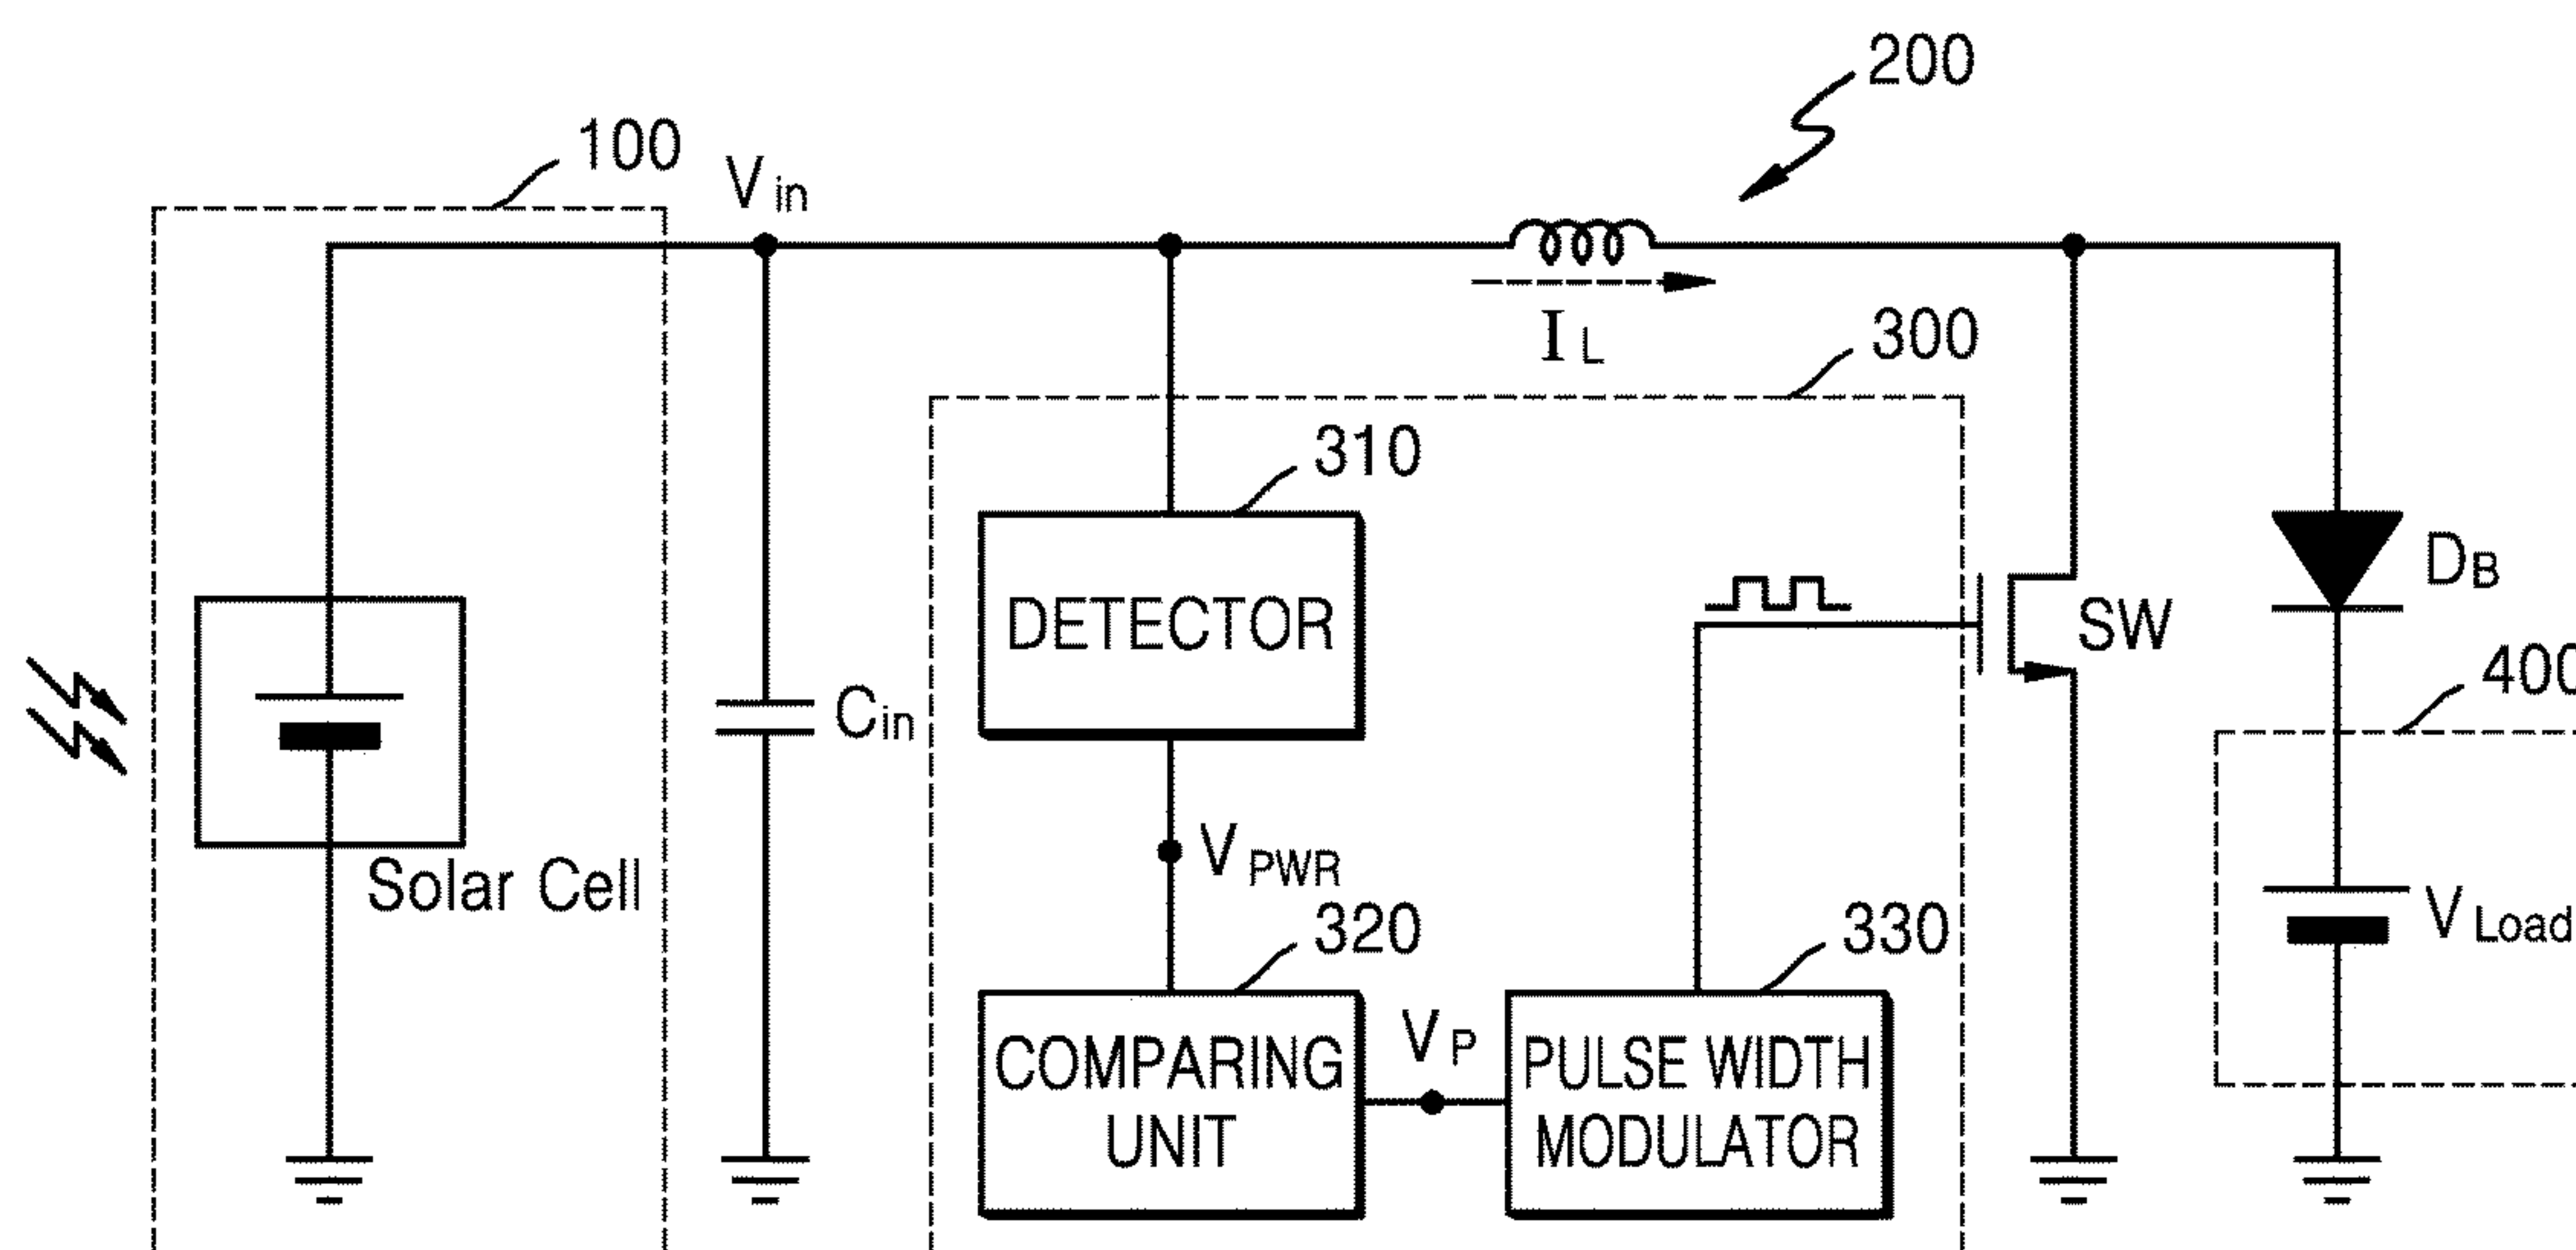 200
100
Vin
IL
300
310
DETECTOR
DB
SW
400
Cin
VPWR
Solar Cell
320
330
VLoad
VP
COMPARING
UNIT
PULSE WIDTH
MODULATOR